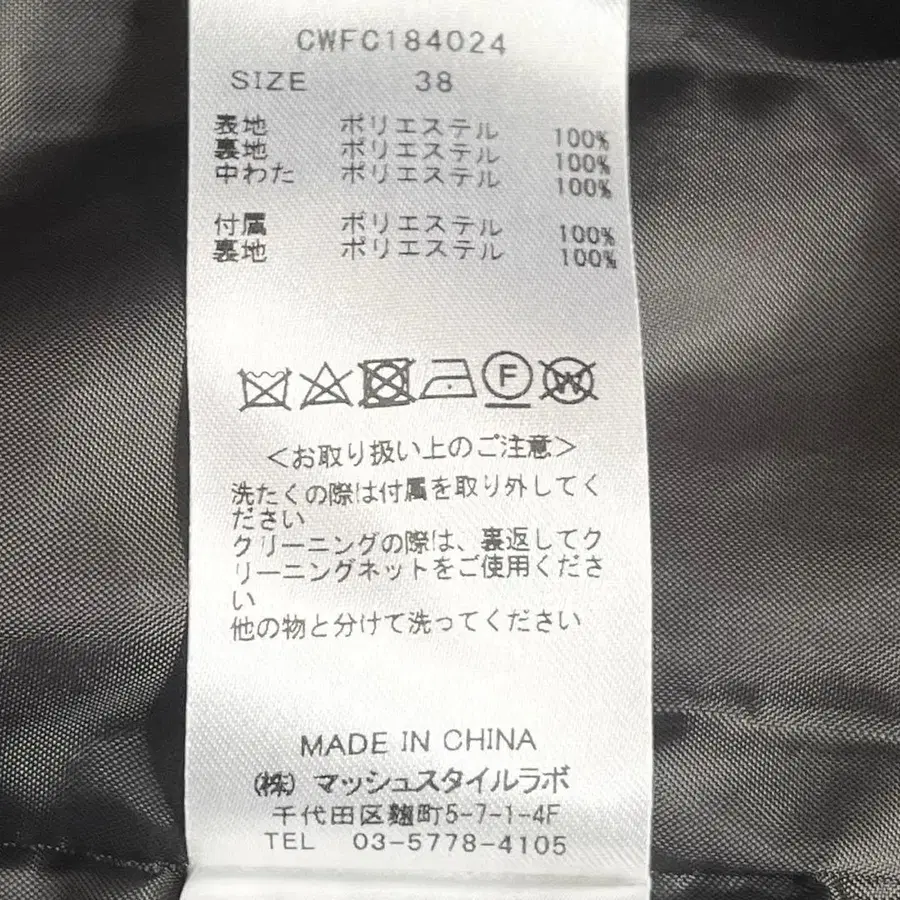 CWFC184024
SIZE 38
表地 ポリエステル 100%
裏地 ポリエステル 100%
中わた ポリエステル 100%
付属 ポリエステル 100%
裏地 ポリエステル 100%
F W
＜お取り扱い上のご注意＞
洗たくの際は付属を取り外してく
ださい
クリーニングの際は、裏返してク
リーニングネットをご使用くださ
い
他の物と分けて洗ってください
MADE IN CHINA
(株) マッシュスタイルラボ
千代田区麹町5-7-1-4F
TEL 03-5778-4105